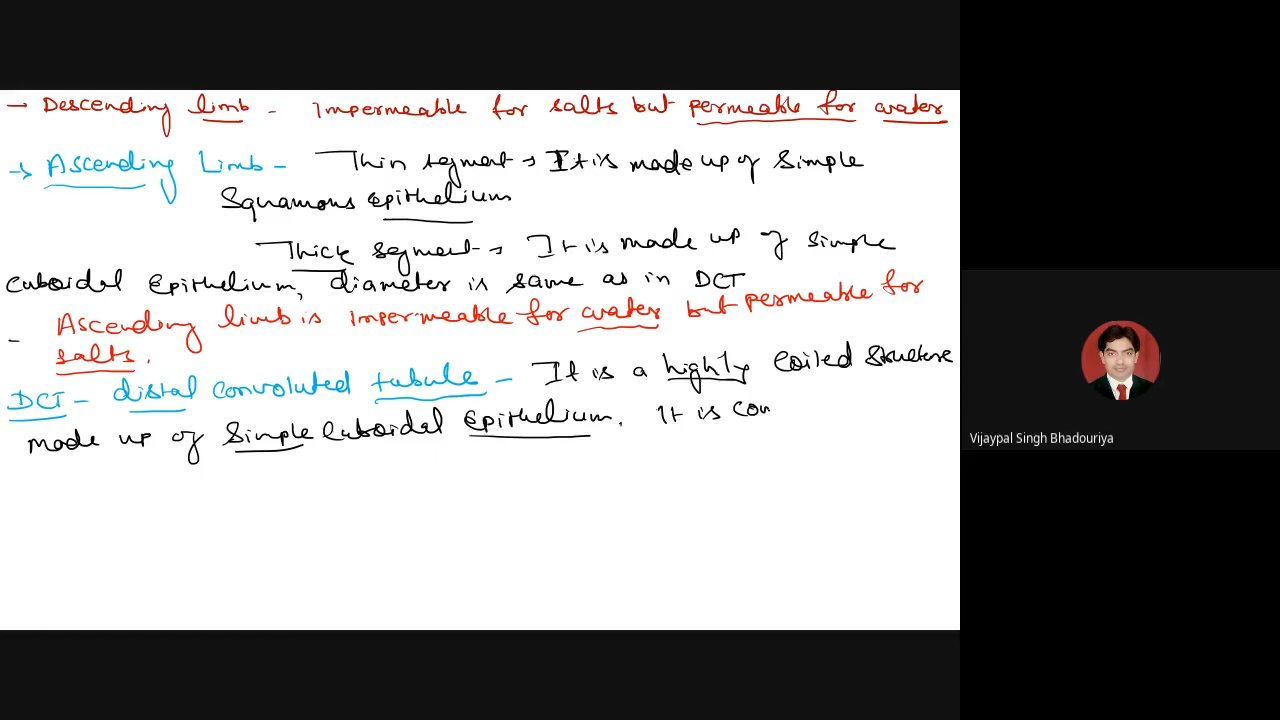 → Descending limb - Impermeable for salts but permeable for water
→ Ascending Limb - Thin segment → It is made up of Simple
Squamous Epithelium
Thick segment → It is made up of Simple
Cuboidal Epithelium, diameter is same as in DCT
- Ascending limb is impermeable for water but permeable for
salts.
DCT - distal convoluted tubule - It is a highly coiled structure
made up of Simple Cuboidal Epithelium. It is con
Vijaypal Singh Bhadouriya